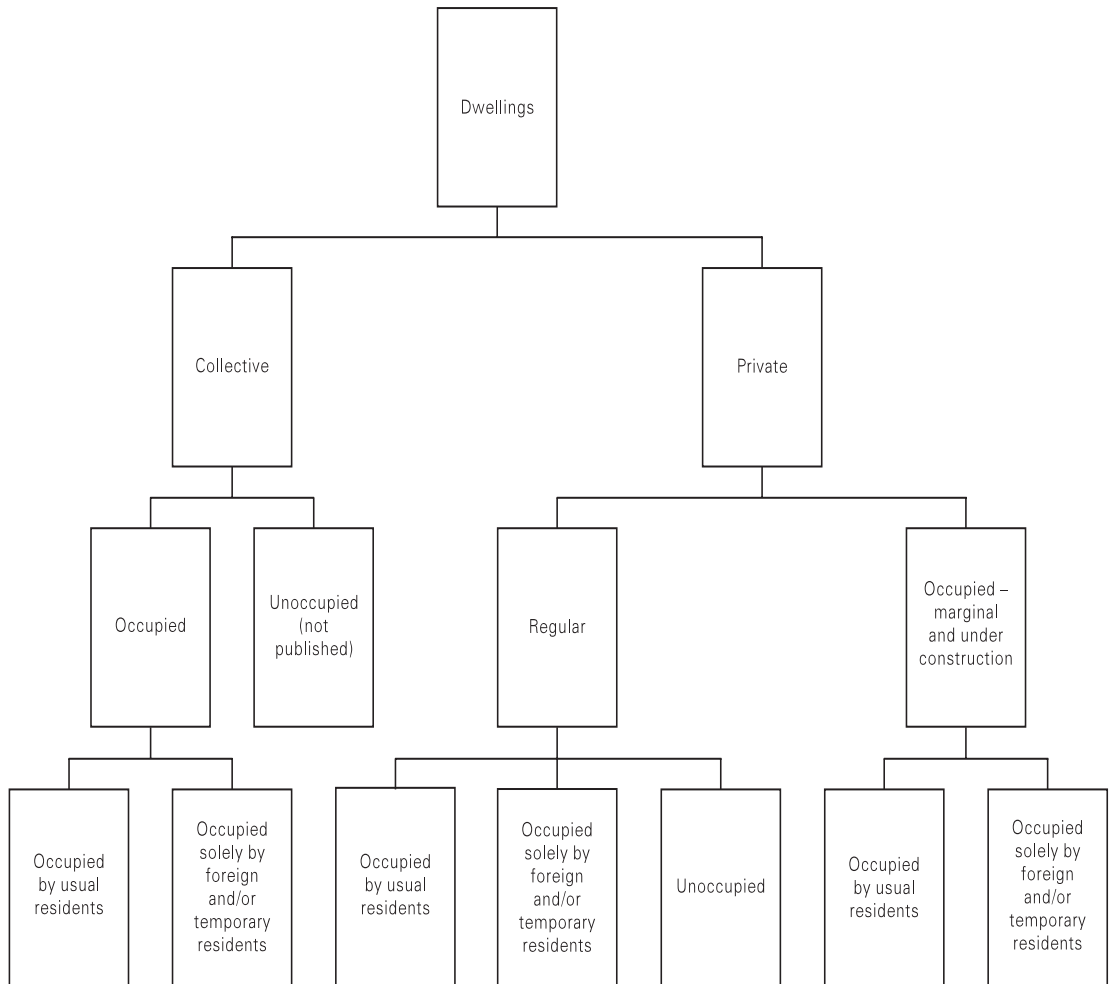 Dwellings
Collective
Private
Occupied
Unoccupied
(not
published)
Regular
Occupied –
marginal
and under
construction
Occupied
by usual
residents
Occupied
solely by
foreign
and/or
temporary
residents
Occupied
by usual
residents
Occupied
solely by
foreign
and/or
temporary
residents
Unoccupied
Occupied
by usual
residents
Occupied
solely by
foreign
and/or
temporary
residents